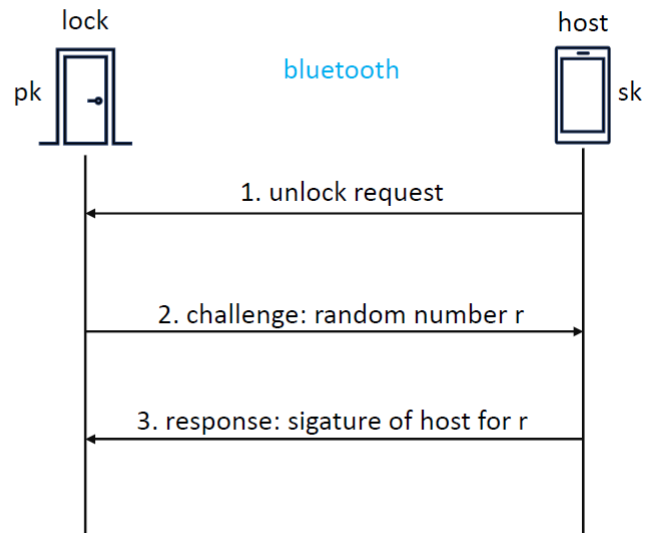 lock
host
bluetooth
pk
sk
1. unlock request
2. challenge: random number r
3. response: sigature of host for r